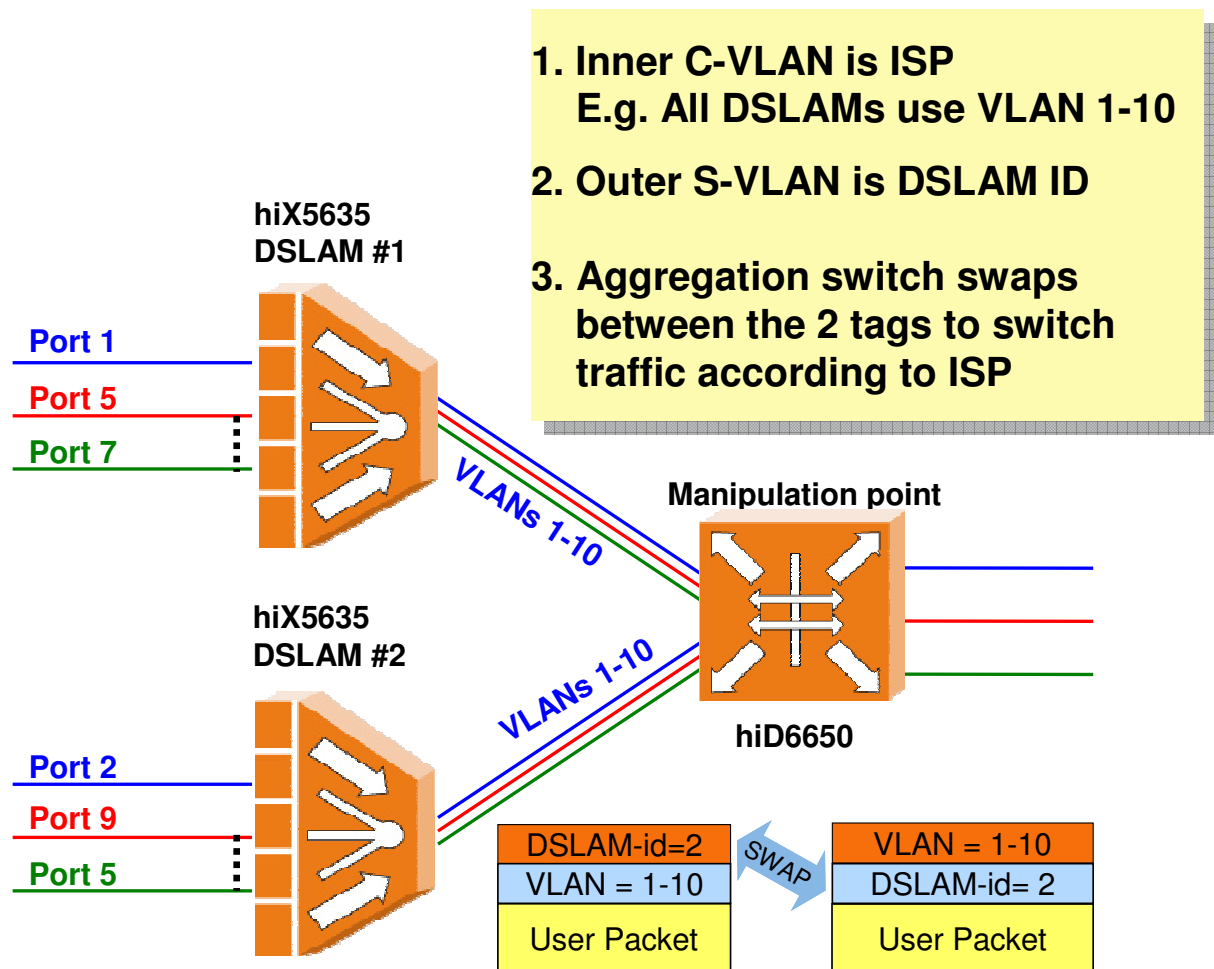 1. Inner C-VLAN is ISP
E.g. All DSLAMs use VLAN 1-10
2. Outer S-VLAN is DSLAM ID
3. Aggregation switch swaps
between the 2 tags to switch
traffic according to ISP
hiX5635
DSLAM #1
Port 1
Port 5
Port 7
VLANs 1-10
Manipulation point
hiD6650
hiX5635
DSLAM #2
VLANs 1-10
Port 2
Port 9
Port 5
DSLAM-id=2
VLAN = 1-10
User Packet
SWAP
VLAN = 1-10
DSLAM-id= 2
User Packet